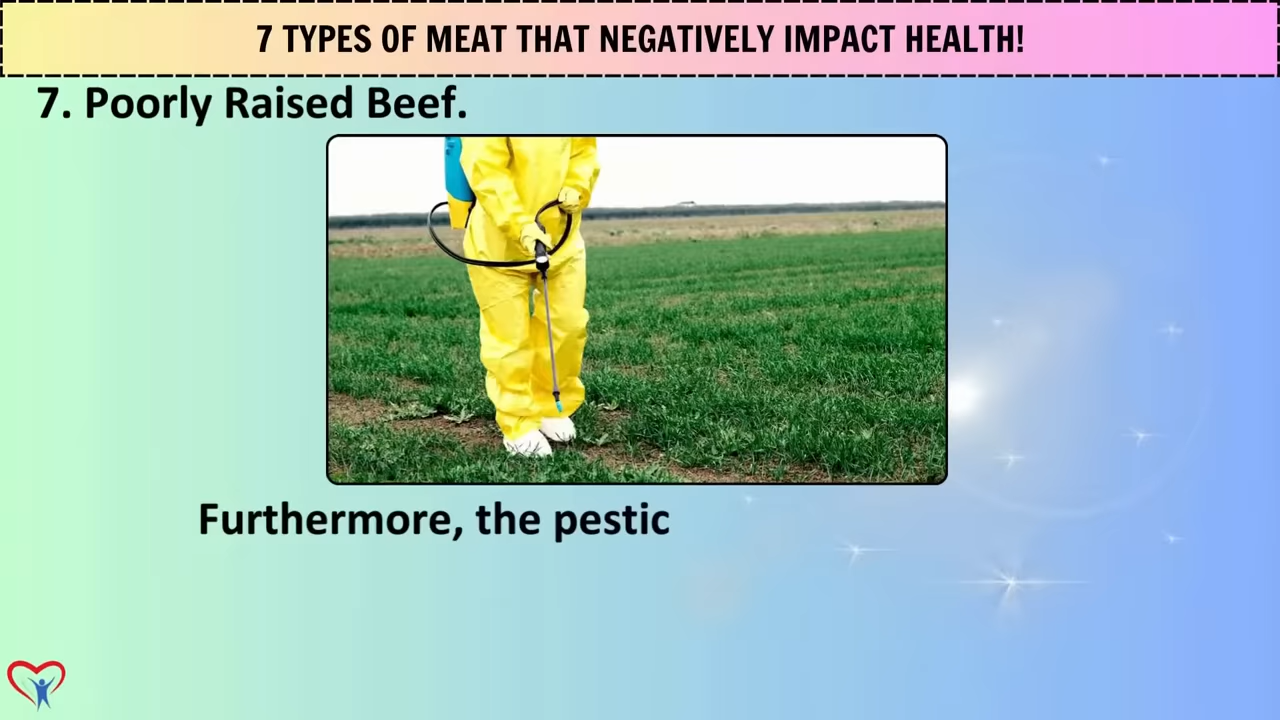 7 TYPES OF MEAT THAT NEGATIVELY IMPACT HEALTH!
7. Poorly Raised Beef.
Furthermore, the pestic